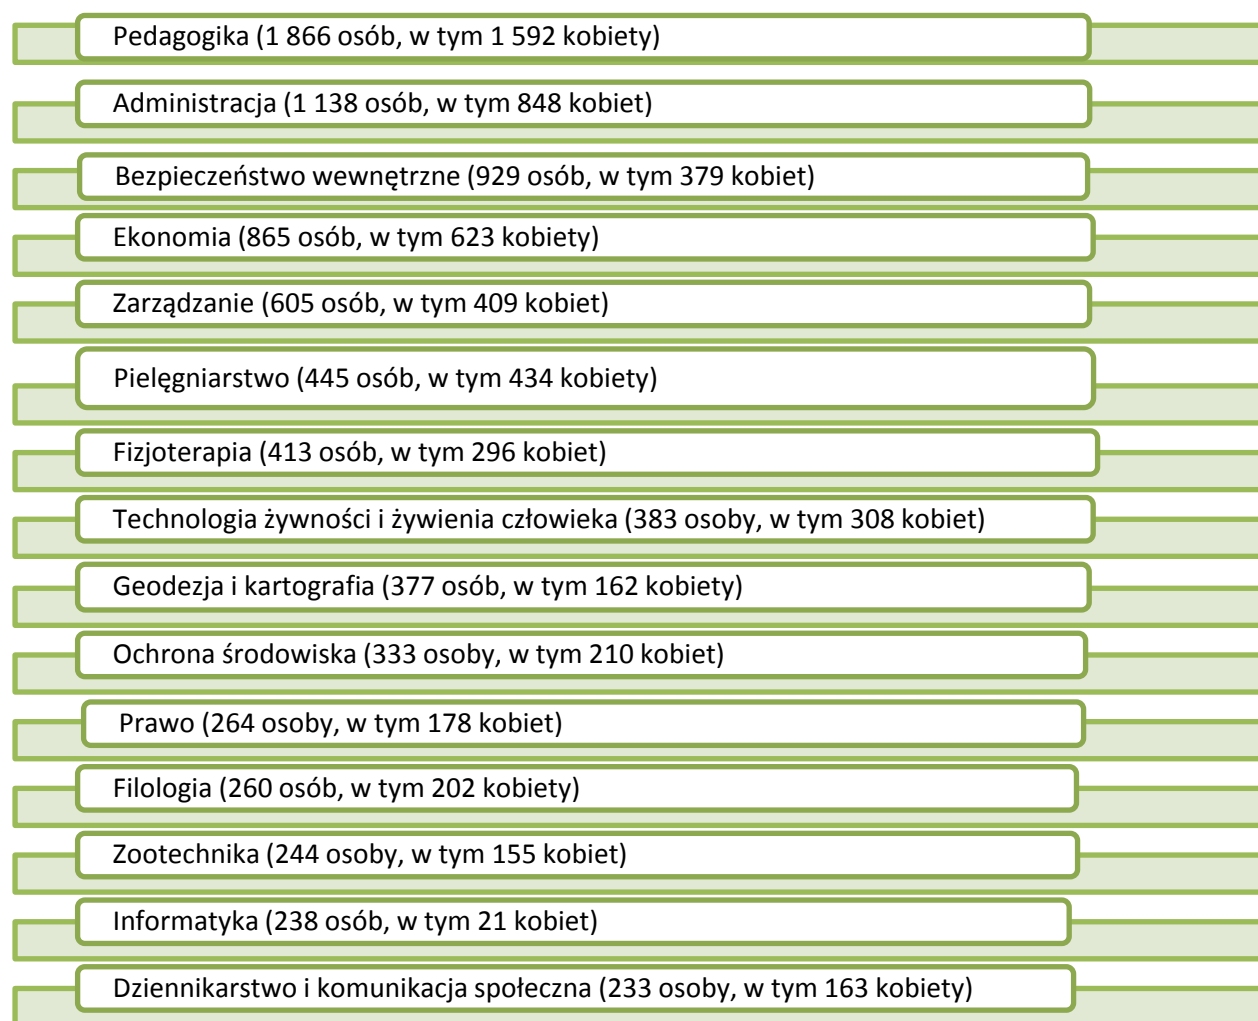 Pedagogika (1 866 osób, w tym 1 592 kobiety)
Administracja (1 138 osób, w tym 848 kobiet)
Bezpieczeństwo wewnętrzne (929 osób, w tym 379 kobiet)
Ekonomia (865 osób, w tym 623 kobiety)
Zarządzanie (605 osób, w tym 409 kobiet)
Pielęgniarstwo (445 osób, w tym 434 kobiety)
Fizjoterapia (413 osób, w tym 296 kobiet)
Technologia żywności i żywienia człowieka (383 osoby, w tym 308 kobiet)
Geodezja i kartografia (377 osób, w tym 162 kobiety)
Ochrona środowiska (333 osoby, w tym 210 kobiet)
Prawo (264 osoby, w tym 178 kobiet)
Filologia (260 osób, w tym 202 kobiety)
Zootechnika (244 osoby, w tym 155 kobiet)
Informatyka (238 osób, w tym 21 kobiet)
Dziennikarstwo i komunikacja społeczna (233 osoby, w tym 163 kobiety)